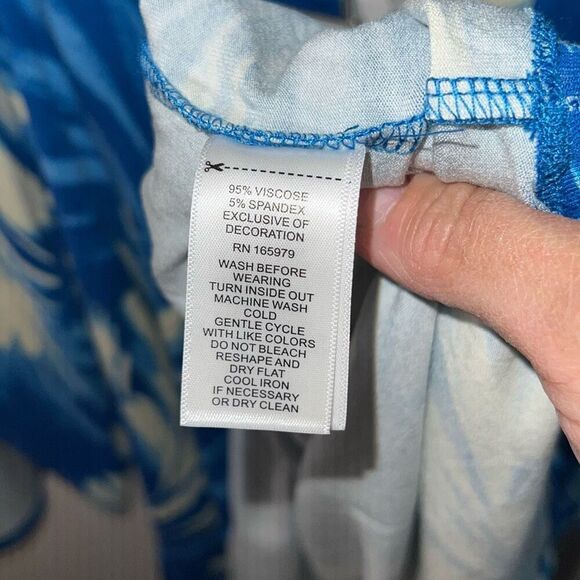 95% VISCOSE
5% SPANDEX
EXCLUSIVE OF
DECORATION
RN 165979
WASH BEFORE
WEARING
TURN INSIDE OUT
MACHINE WASH
COLD
GENTLE CYCLE
WITH LIKE COLORS
DO NOT BLEACH
RESHAPE AND
DRY FLAT
COOL IRON
IF NECESSARY
OR DRY CLEAN